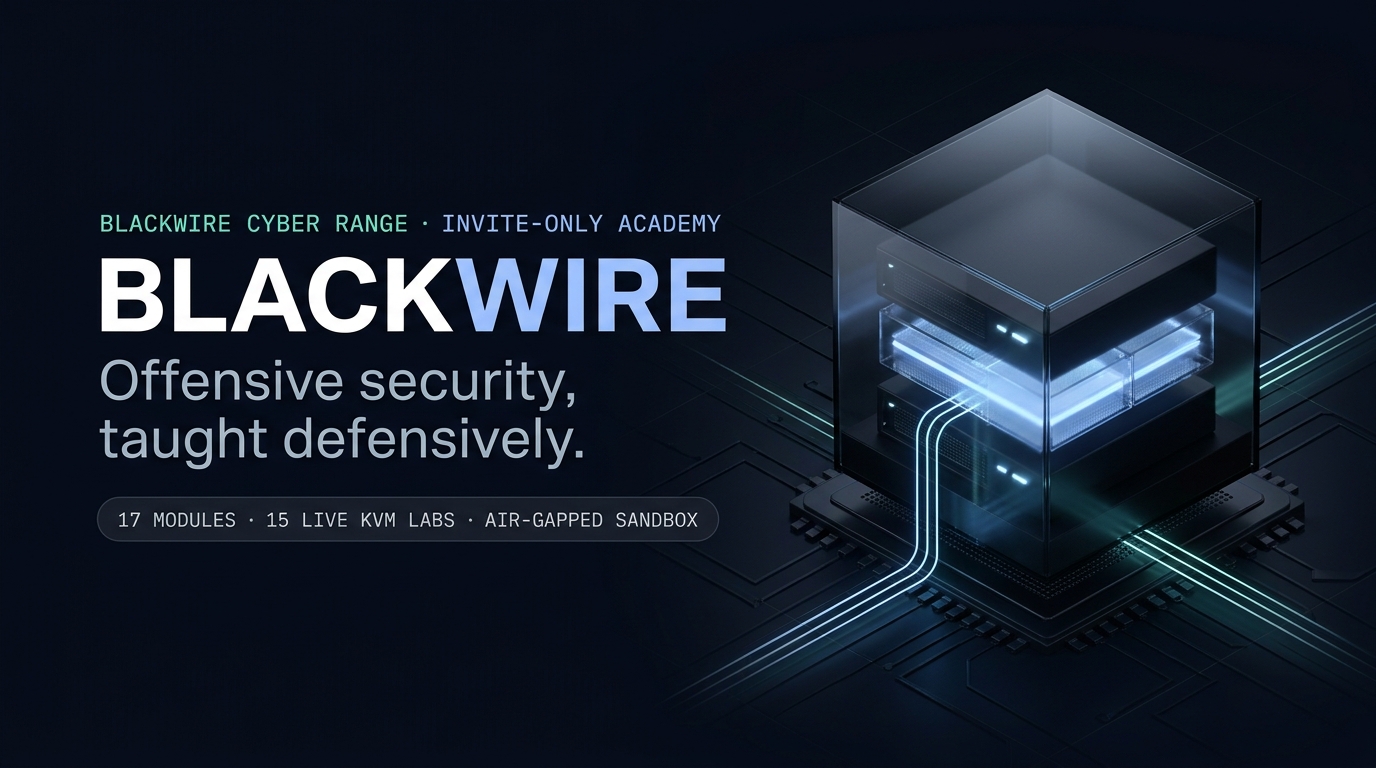 BLACKWIRE CYBER RANGE · INVITE-ONLY ACADEMY
BLACKWIRE
Offensive security,
taught defensively.
17 MODULES · 15 LIVE KVM LABS · AIR-GAPPED SANDBOX